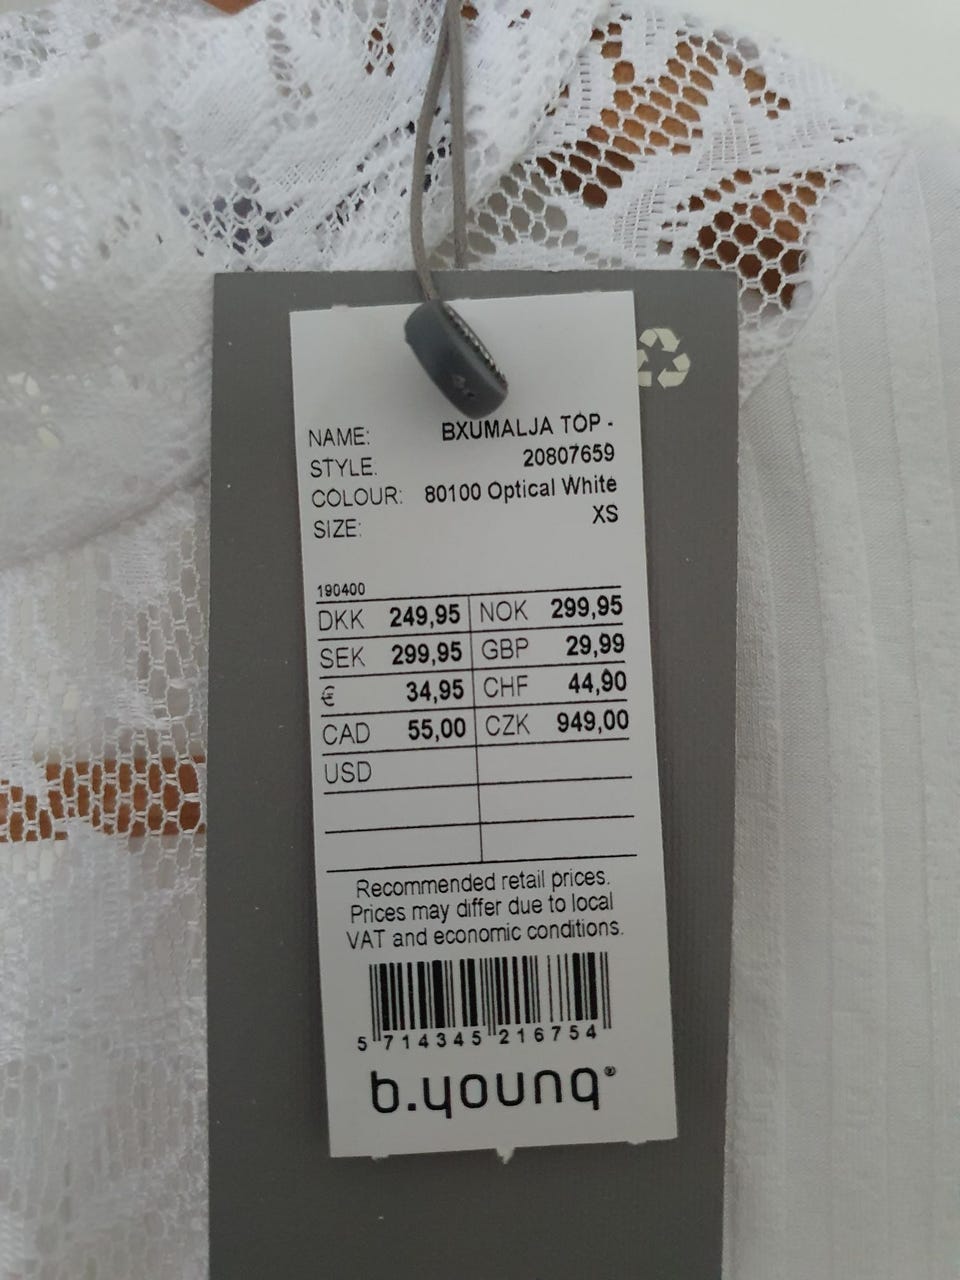 NAME: BXUMALJA TOP -
STYLE. 20807659
COLOUR: 80100 Optical White
SIZE: XS
190400
DKK 249,95 NOK 299,95
SEK 299,95 GBP 29,99
€ 34,95 CHF 44,90
CAD 55,00 CZK 949,00
USD
Recommended retail prices.
Prices may differ due to local
VAT and economic conditions.
5 714345 216754
b.young®